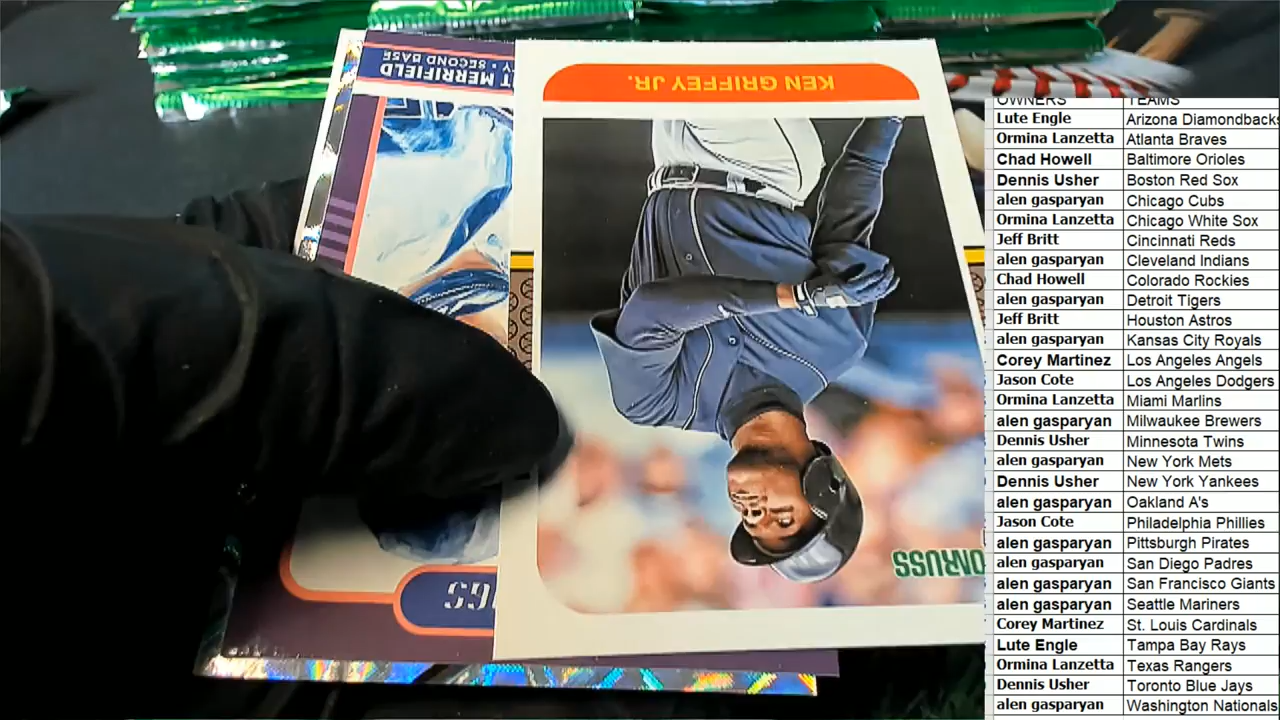 KEN GRIFFEY JR.
T MERRIFIELD
Y • SECOND BASE
ONRUSS
OWNERS TEAMS
Lute Engle Arizona Diamondbacks
Ormina Lanzetta Atlanta Braves
Chad Howell Baltimore Orioles
Dennis Usher Boston Red Sox
alen gasparyan Chicago Cubs
Ormina Lanzetta Chicago White Sox
Jeff Britt Cincinnati Reds
alen gasparyan Cleveland Indians
Chad Howell Colorado Rockies
alen gasparyan Detroit Tigers
Jeff Britt Houston Astros
alen gasparyan Kansas City Royals
Corey Martinez Los Angeles Angels
Jason Cote Los Angeles Dodgers
Ormina Lanzetta Miami Marlins
alen gasparyan Milwaukee Brewers
Dennis Usher Minnesota Twins
alen gasparyan New York Mets
Dennis Usher New York Yankees
alen gasparyan Oakland A's
Jason Cote Philadelphia Phillies
alen gasparyan Pittsburgh Pirates
alen gasparyan San Diego Padres
alen gasparyan San Francisco Giants
alen gasparyan Seattle Mariners
Corey Martinez St. Louis Cardinals
Lute Engle Tampa Bay Rays
Ormina Lanzetta Texas Rangers
Dennis Usher Toronto Blue Jays
alen gasparyan Washington Nationals